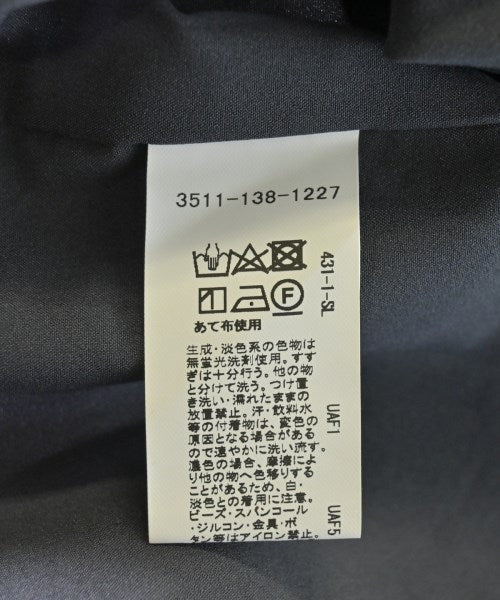 3511-138-1227
431-1-SL
F
あて布使用
生成・淡色系の色物は
無蛍光洗剤使用。すす
ぎは十分行う。他の物
と分けて洗う。つけ置
き洗い・濡れたままの
放置禁止。汗・飲料水
等の付着物は、変色の
原因となる場合がある
ので速やかに洗い流す。
濃色の場合、摩擦によ
り他の物へ色移りする
ことがあるため、白・
淡色との着用に注意。
ビーズ・スパンコール
・ジルコン・金具・ボ
タン等はアイロン禁止。
UAF1
UAF5